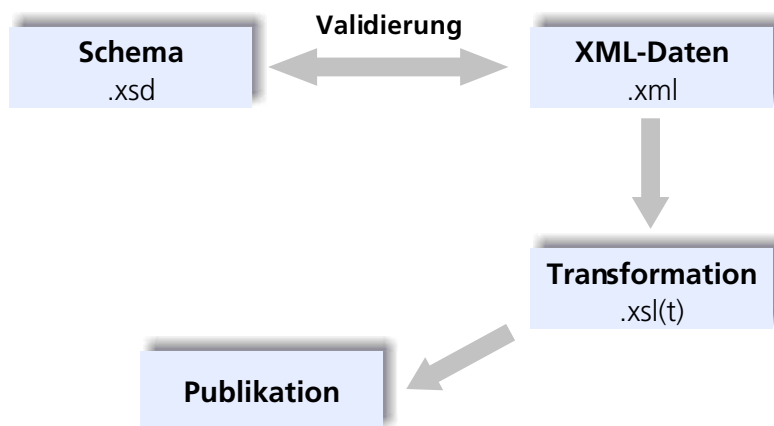 Validierung
Schema
.xsd
XML-Daten
.xml
Transformation
.xsl(t)
Publikation